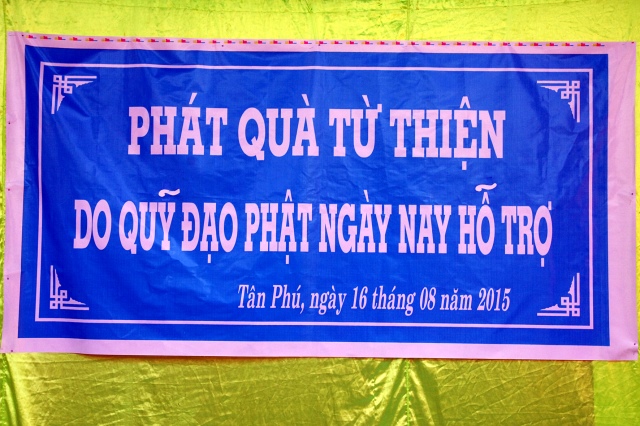 PHÁT QUÀ TỪ THIỆN
DO QUỸ ĐẠO PHẬT NGÀY NAY HỖ TRỢ
Tân Phú, ngày 16 tháng 08 năm 2015